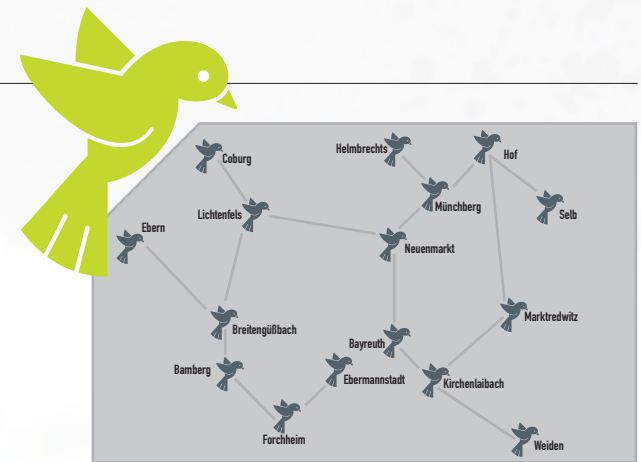 Coburg
Helmbrechts
Hof
Lichtenfels
Münchberg
Selb
Ebern
Neuenmarkt
Breitengüßbach
Marktredwitz
Bayreuth
Bamberg
Ebermannstadt
Kirchenlaibach
Forchheim
Weiden